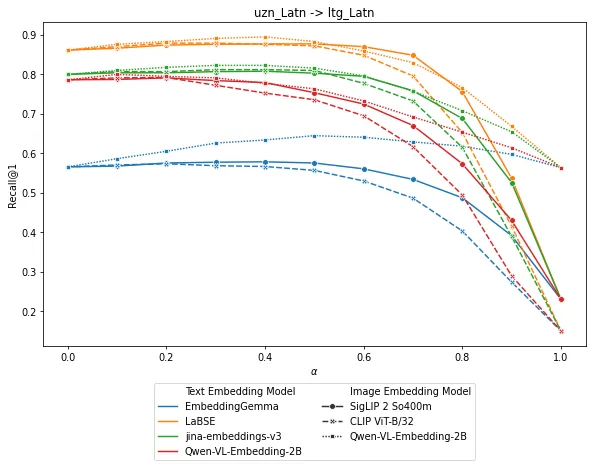 uzn_Latn -> ltg_Latn
Recall@1
0.9
0.8
0.7
0.6
0.5
0.4
0.3
0.2
0.0
0.2
0.4
0.6
0.8
1.0
α
Text Embedding Model
EmbeddingGemma
LaBSE
jina-embeddings-v3
Qwen-VL-Embedding-2B
Image Embedding Model
SigLIP 2 So400m
CLIP ViT-B/32
Qwen-VL-Embedding-2B